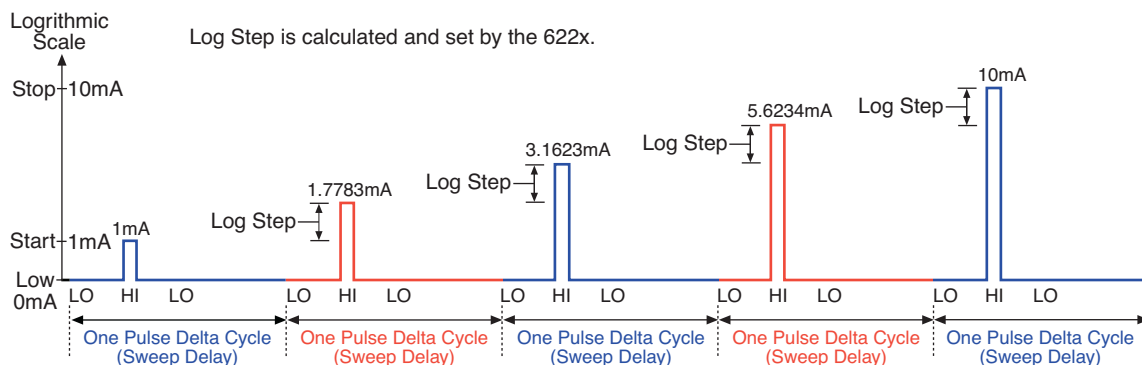 Logrithmic
Scale
Log Step is calculated and set by the 622x.
Stop 10mA
10mA
Log Step
5.6234mA
Log Step
3.1623mA
Log Step
1.7783mA
Log Step
Start 1mA
1mA
Low
0mA
LO HI LO LO HI LO LO HI LO LO HI LO LO HI LO
One Pulse Delta Cycle
(Sweep Delay)
One Pulse Delta Cycle
(Sweep Delay)
One Pulse Delta Cycle
(Sweep Delay)
One Pulse Delta Cycle
(Sweep Delay)
One Pulse Delta Cycle
(Sweep Delay)